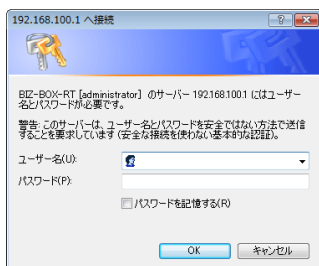 192.168.100.1 へ接続
BIZ-BOX-RT [administrator] のサーバー 192.168.100.1 にはユーザー
名とパスワードが必要です。
警告: このサーバーは、ユーザー名とパスワードを安全ではない方法で送信
することを要求しています (安全な接続を使わない基本的な認証)。
ユーザー名(U):
パスワード(P):
パスワードを記憶する(R)
OK キャンセル